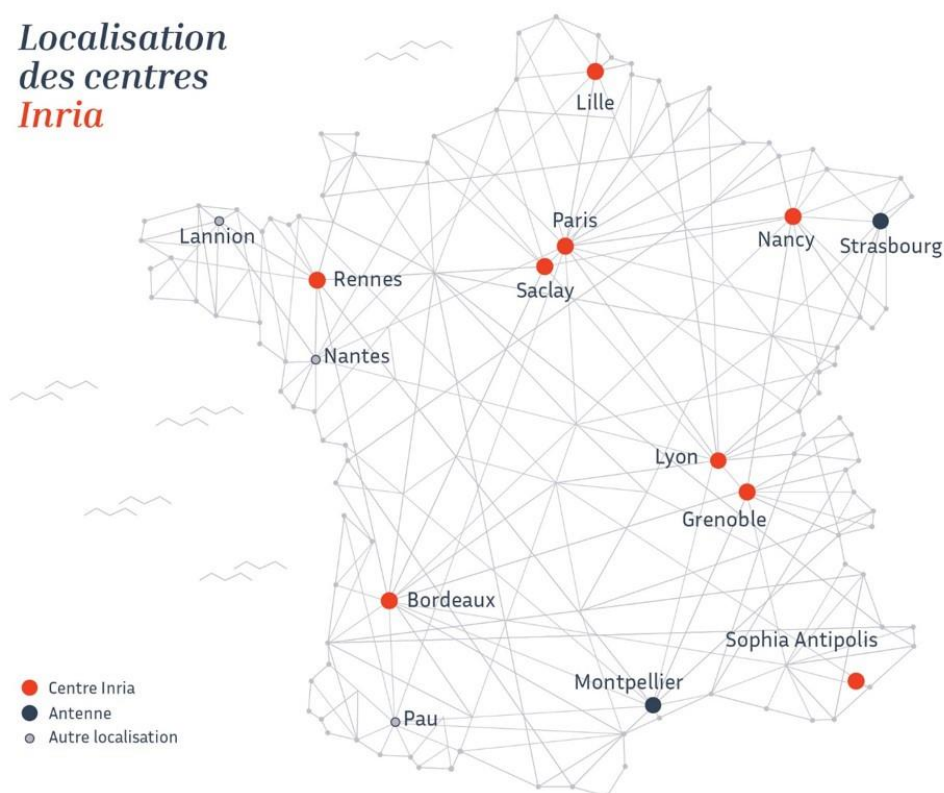 Localisation
des centres
Inria
Lille
Paris
Lannion
Nancy
Strasbourg
Rennes
Saclay
Nantes
Lyon
Grenoble
Bordeaux
Sophia Antipolis
Montpellier
Pau
Centre Inria
Antenne
Autre localisation